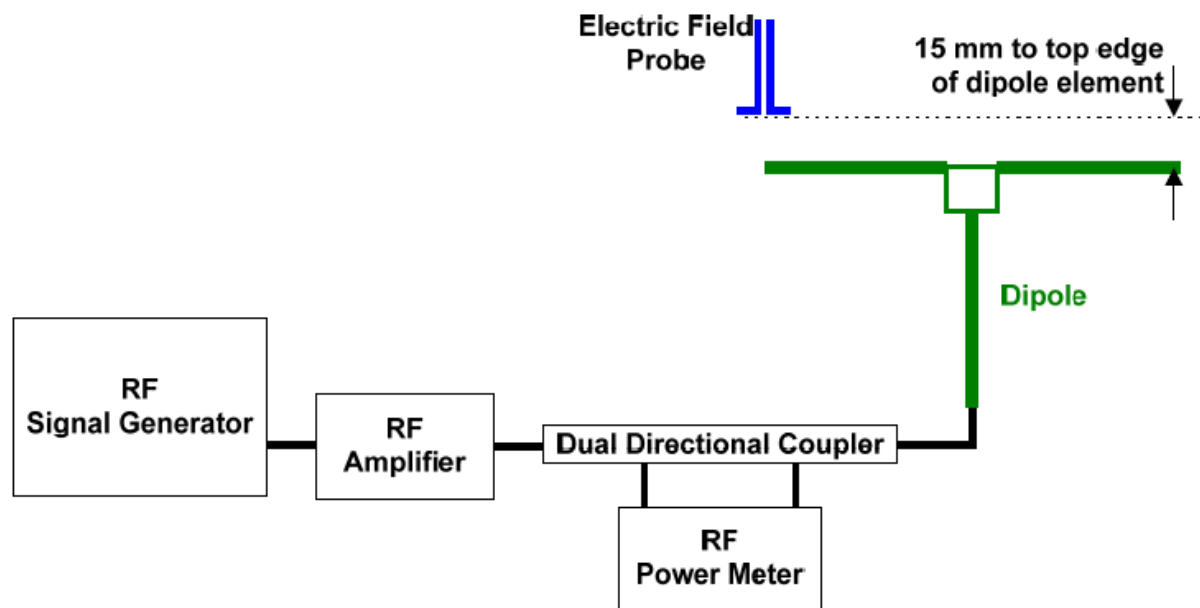 Electric Field
Probe
15 mm to top edge
of dipole element
Dipole
RF
Signal Generator
RF
Amplifier
Dual Directional Coupler
RF
Power Meter